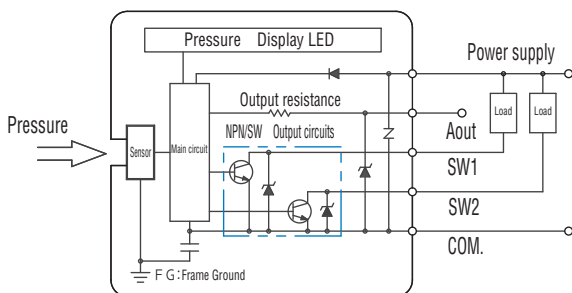 Pressure Display LED
Power supply
Output resistance
Load
Load
Pressure
Aout
NPN/SW Output circuits
Sensor
Main circuit
SW1
SW2
COM.
F G:Frame Ground